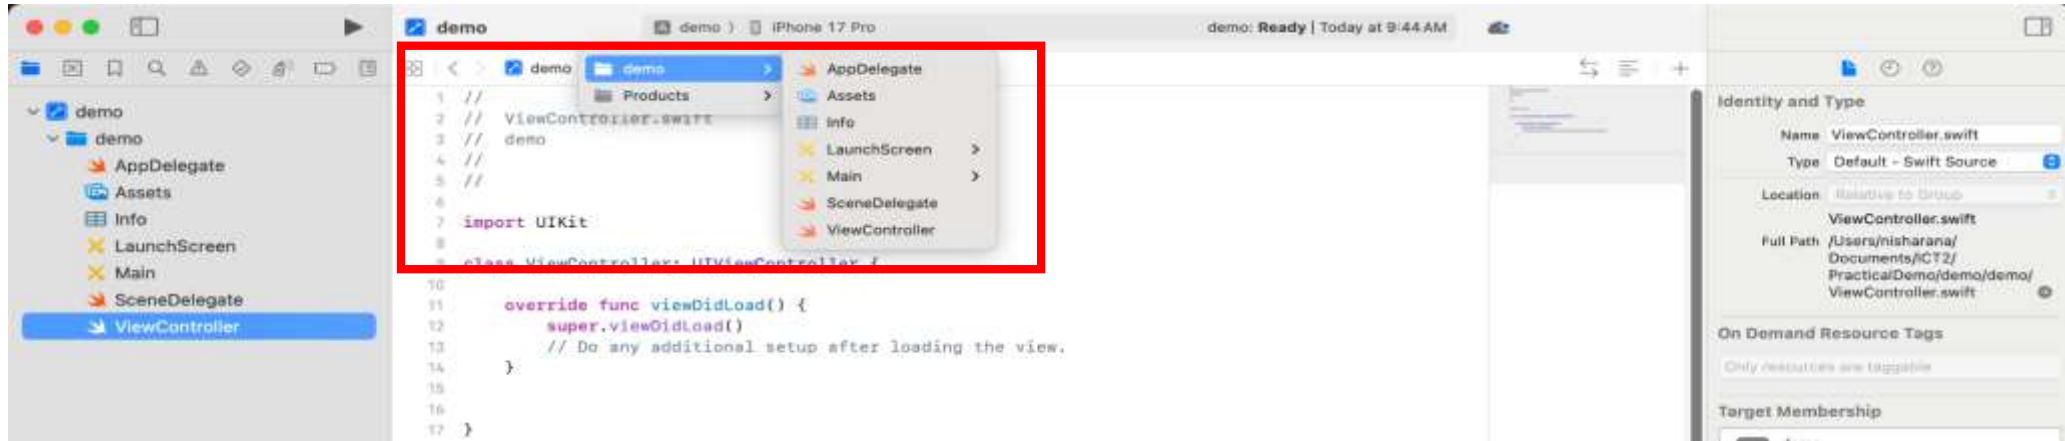 demo
demo
AppDelegate
Assets
Info
LaunchScreen
Main
SceneDelegate
ViewController
demo
demo
iPhone 17 Pro
demo: Ready | Today at 9:44 AM
demo
demo
Products
AppDelegate
Assets
Info
LaunchScreen
Main
SceneDelegate
ViewController
1 //
2 // ViewController.swift
3 // demo
4 //
5 //
6
7 import UIKit
8
9 class ViewController: UIViewController {
10
11 override func viewDidLoad() {
12 super.viewDidLoad()
13 // Do any additional setup after loading the view.
14 }
15
16
17 }
Identity and Type
Name ViewController.swift
Type Default - Swift Source
Location Relative to Group
ViewController.swift
Full Path /Users/nisharana/
Documents/ICT2/
PracticalDemo/demo/demo/
ViewController.swift
On Demand Resource Tags
Only resources are taggable
Target Membership